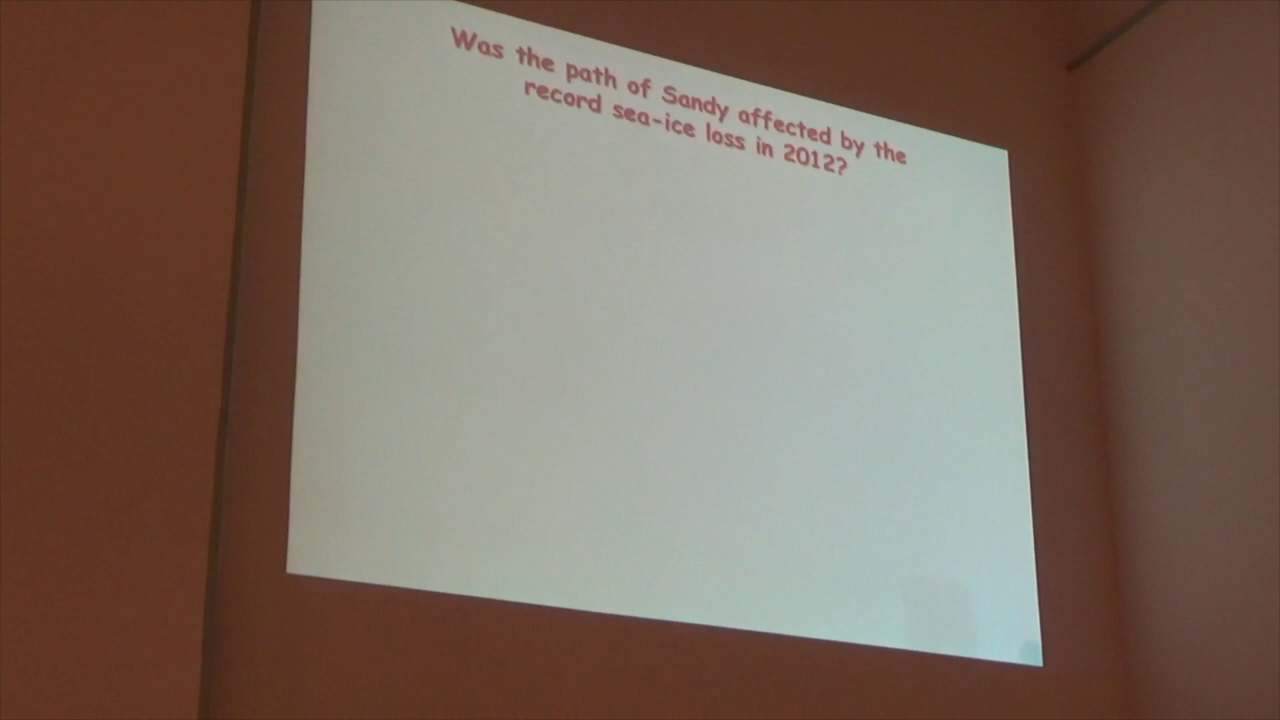 Was the path of Sandy affected by the
record sea-ice loss in 2012?